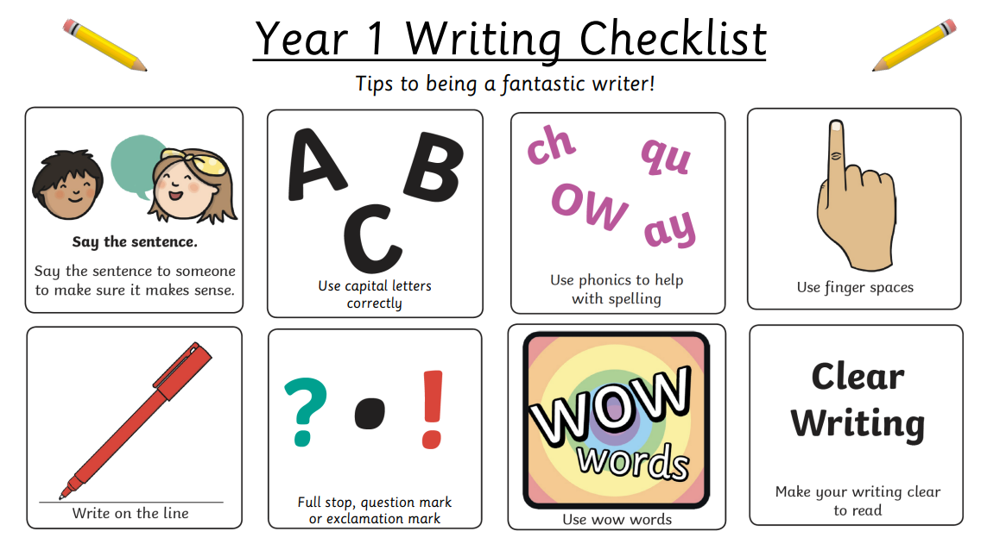 Year 1 Writing Checklist
Tips to being a fantastic writer!
Say the sentence.
Say the sentence to someone
to make sure it makes sense.
A B
C
Use capital letters
correctly
ch qu
ow ay
Use phonics to help
with spelling
Use finger spaces
Write on the line
? . !
Full stop, question mark
or exclamation mark
WOW
words
Use wow words
Clear
Writing
Make your writing clear
to read